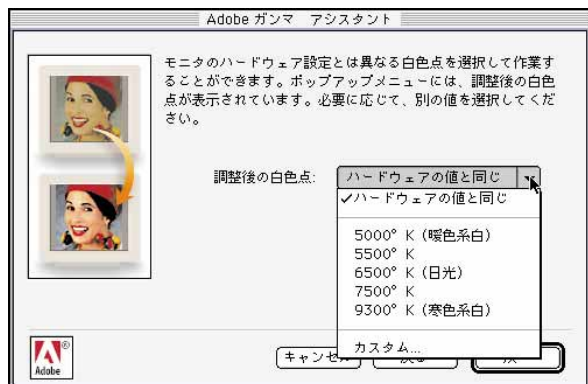 Adobe ガンマ アシスタント
モニタのハードウェア設定とは異なる白色点を選択して作業す
ることができます。ポップアップメニューには、調整後の白色
点が表示されています。必要に応じて、別の値を選択してくだ
さい。
調整後の白色点: ハードウェアの値と同じ
✓ハードウェアの値と同じ
5000° K (暖色系白)
5500° K
6500° K (日光)
7500° K
9300° K (寒色系白)
カスタム...
キャンセ
Adobe